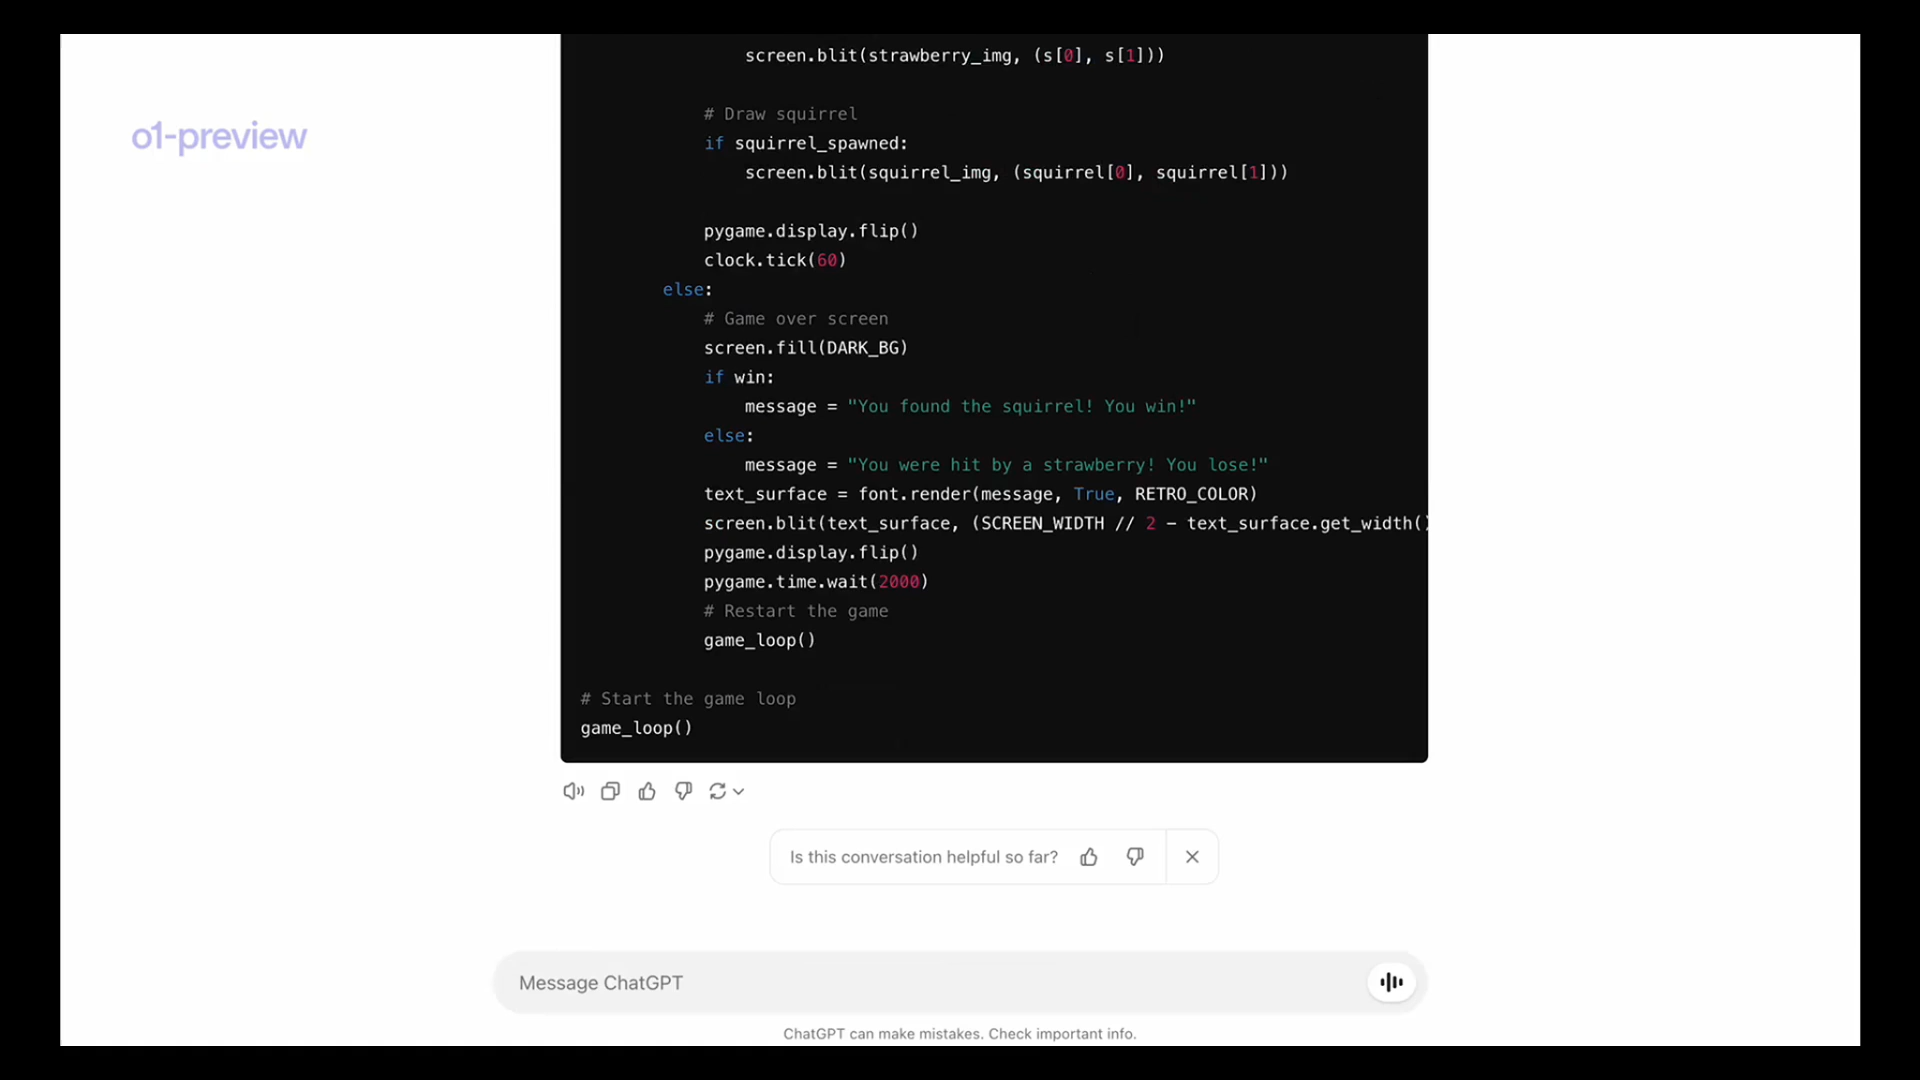 o1-preview
screen.blit(strawberry_img, (s[0], s[1]))
# Draw squirrel
if squirrel_spawned:
screen.blit(squirrel_img, (squirrel[0], squirrel[1]))
pygame.display.flip()
clock.tick(60)
else:
# Game over screen
screen.fill(DARK_BG)
if win:
message = "You found the squirrel! You win!"
else:
message = "You were hit by a strawberry! You lose!"
text_surface = font.render(message, True, RETRO_COLOR)
screen.blit(text_surface, (SCREEN_WIDTH // 2 - text_surface.get_width()
pygame.display.flip()
pygame.time.wait(2000)
# Restart the game
game_loop()
# Start the game loop
game_loop()
Is this conversation helpful so far?
Message ChatGPT
ChatGPT can make mistakes. Check important info.